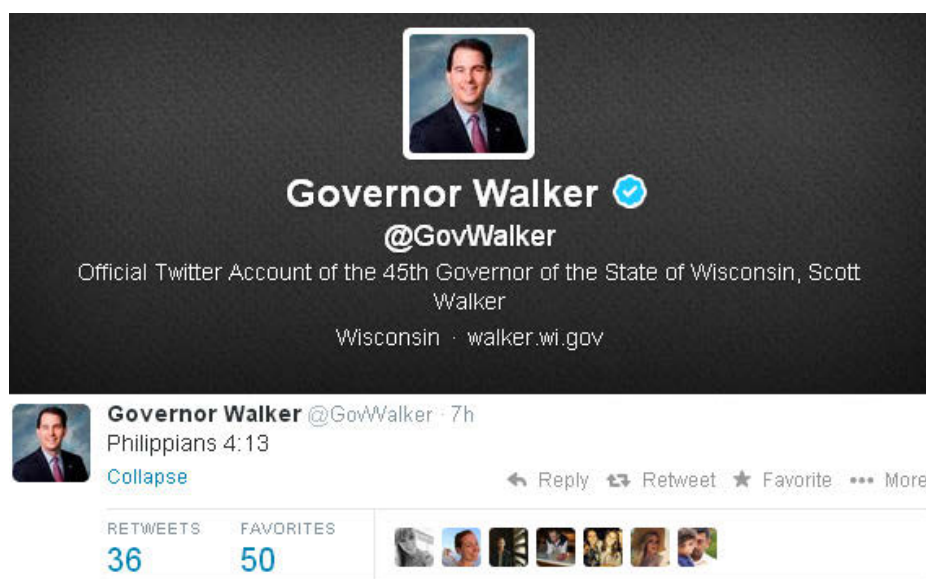 Governor Walker
@GovWalker
Official Twitter Account of the 45th Governor of the State of Wisconsin, Scott
Walker
Wisconsin · walker.wi.gov
Governor Walker @GovWalker · 7h
Philippians 4:13
Collapse
Reply Retweet Favorite ••• More
RETWEETS FAVORITES
36 50